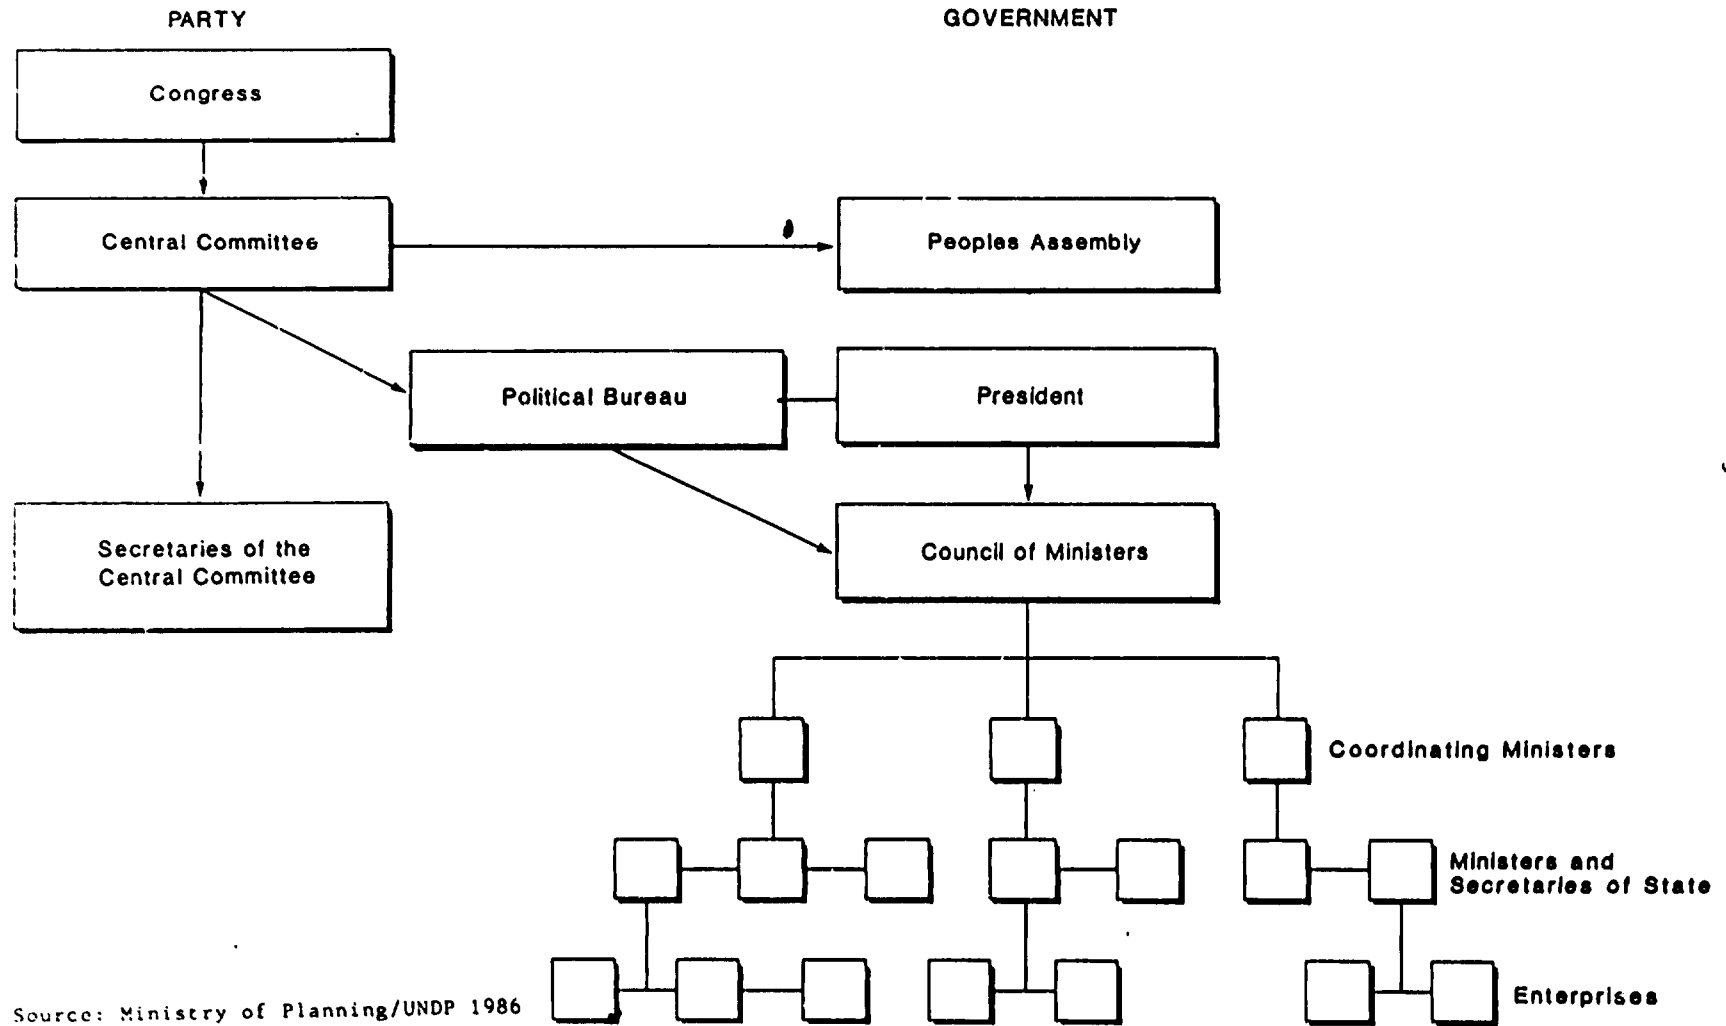 PARTY
GOVERNMENT
Congress
Central Committee
Peoples Assembly
Political Bureau
President
Secretaries of the
Central Committee
Council of Ministers
Coordinating Ministers
Ministers and
Secretaries of State
Enterprises
Source: Ministry of Planning/UNDP 1986